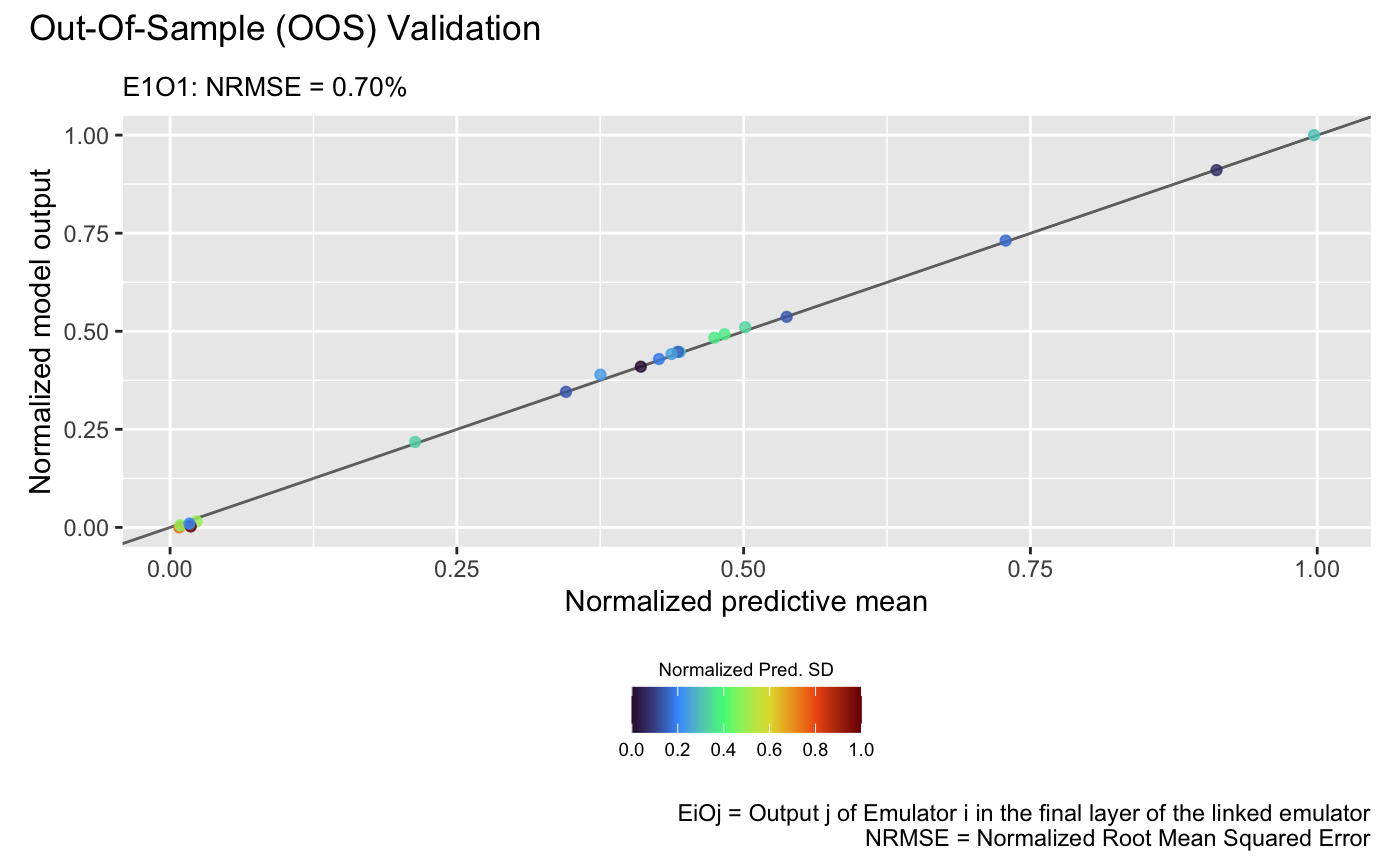 Out-Of-Sample (OOS) Validation
E1O1: NRMSE = 0.70%
Normalized model output
1.00
0.75
0.50
0.25
0.00
0.00 0.25 0.50 0.75 1.00
Normalized predictive mean
Normalized Pred. SD
0.0 0.2 0.4 0.6 0.8 1.0
EiOj = Output j of Emulator i in the final layer of the linked emulator
NRMSE = Normalized Root Mean Squared Error